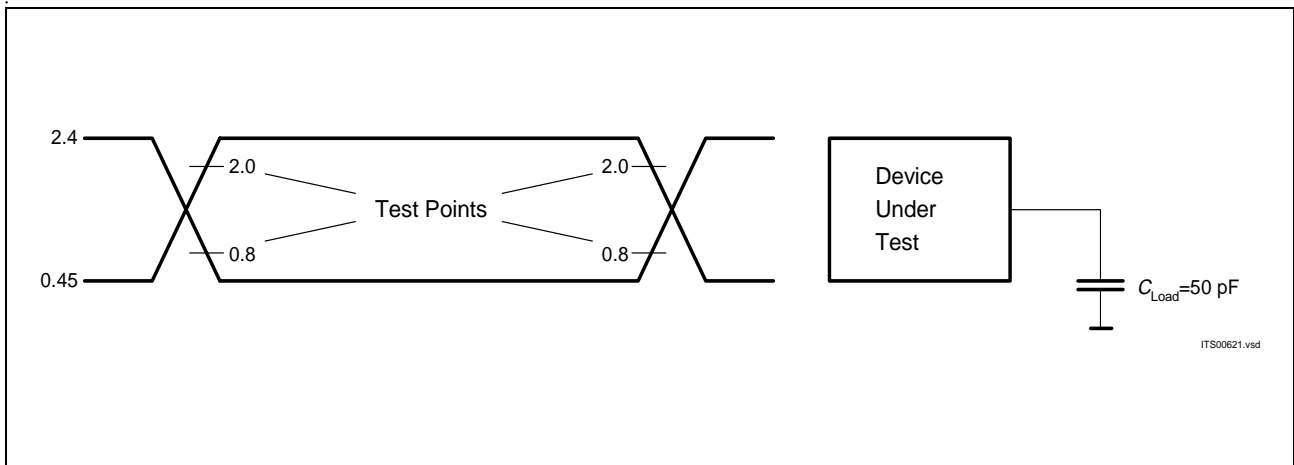 2.4
2.0
2.0
Test Points
0.8
0.8
0.45
Device
Under
Test
CLoad=50 pF
ITS00621.vsd